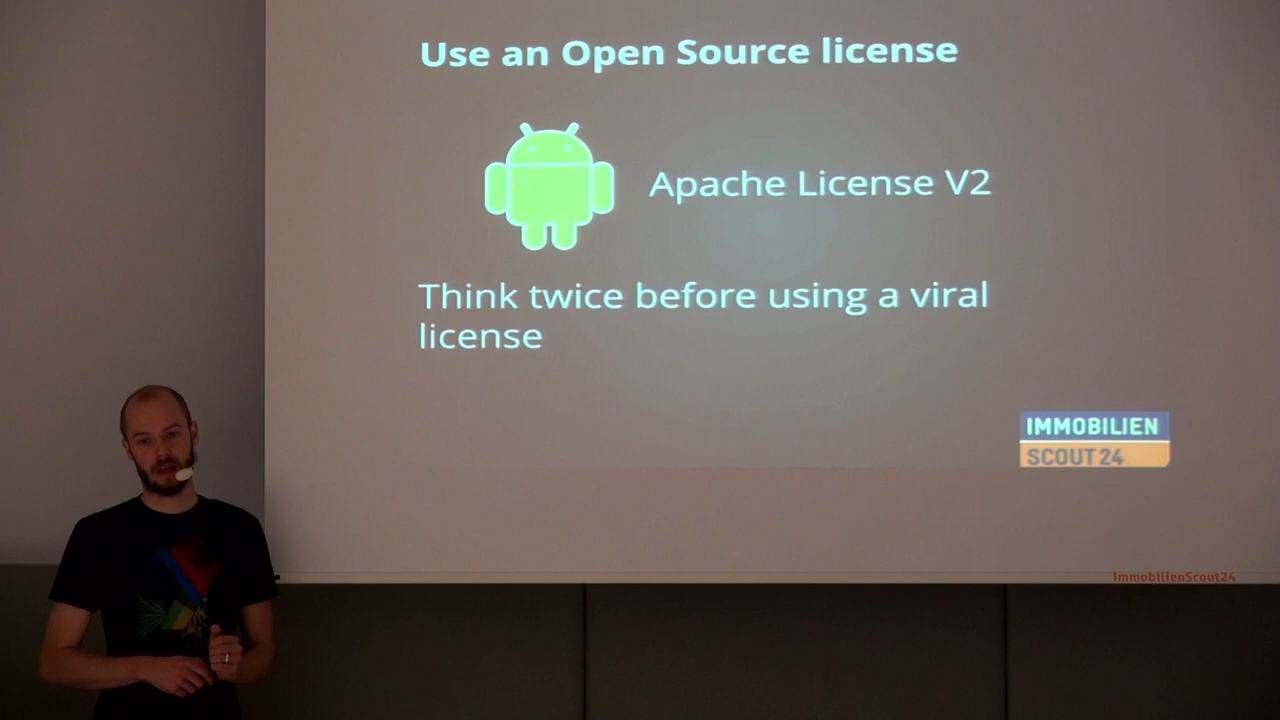 Use an Open Source license
Apache License V2
Think twice before using a viral
license
IMMOBILIEN
SCOUT 24
ImmobilienScout24